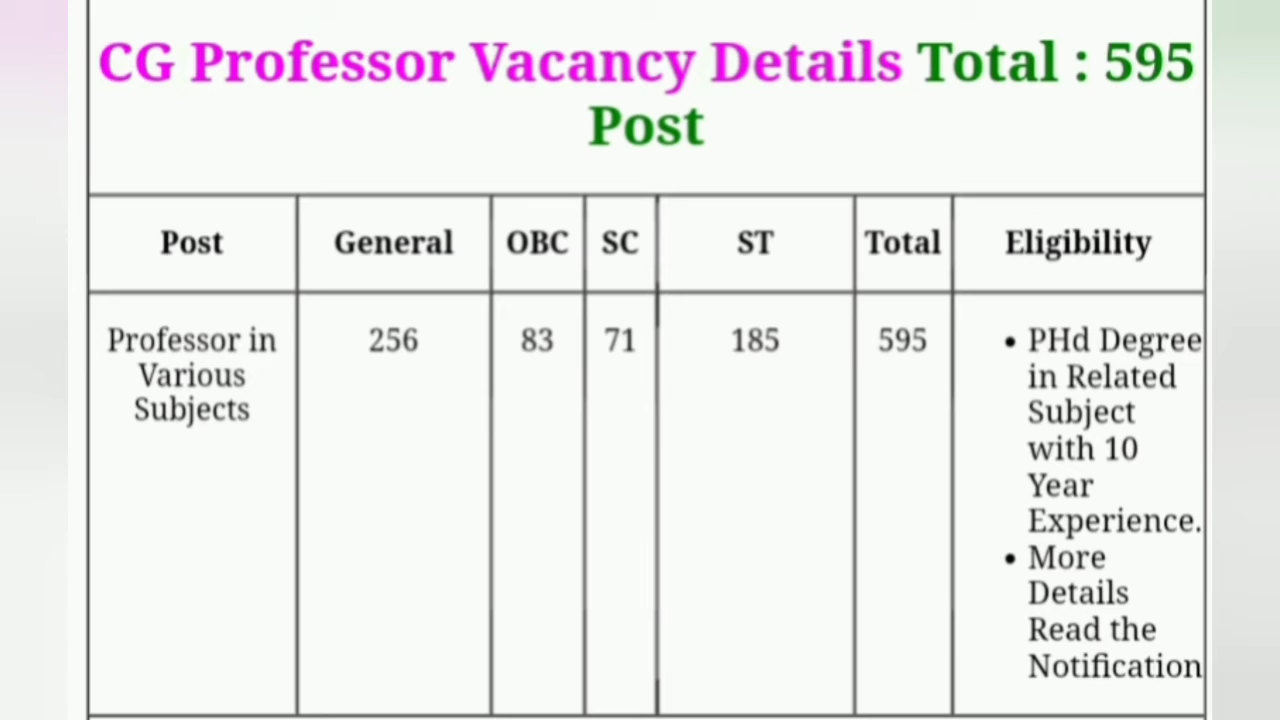 CG Professor Vacancy Details Total : 595
Post
Post General OBC SC ST Total Eligibility
Professor in
Various
Subjects
256 83 71 185 595
• PHd Degree
in Related
Subject
with 10
Year
Experience.
• More
Details
Read the
Notification